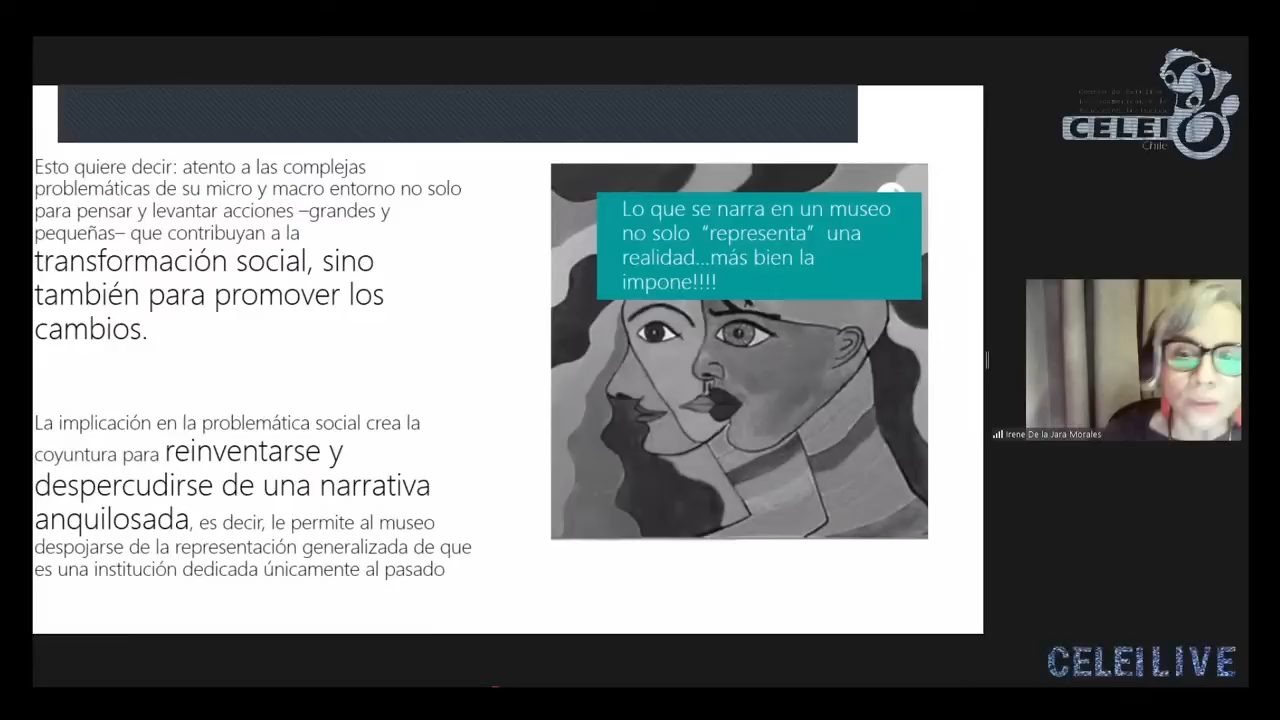 Esto quiere decir: atento a las complejas
problemáticas de su micro y macro entorno no solo
para pensar y levantar acciones –grandes y
pequeñas– que contribuyan a la
transformación social, sino
también para promover los
cambios.
La implicación en la problemática social crea la
coyuntura para reinventarse y
despercudirse de una narrativa
anquilosada, es decir, le permite al museo
despojarse de la representación generalizada de que
es una institución dedicada únicamente al pasado
Lo que se narra en un museo
no solo “representa” una
realidad...más bien la
impone!!!!
CELEI
Chile
Irene De la Jara Morales
CELEI LIVE